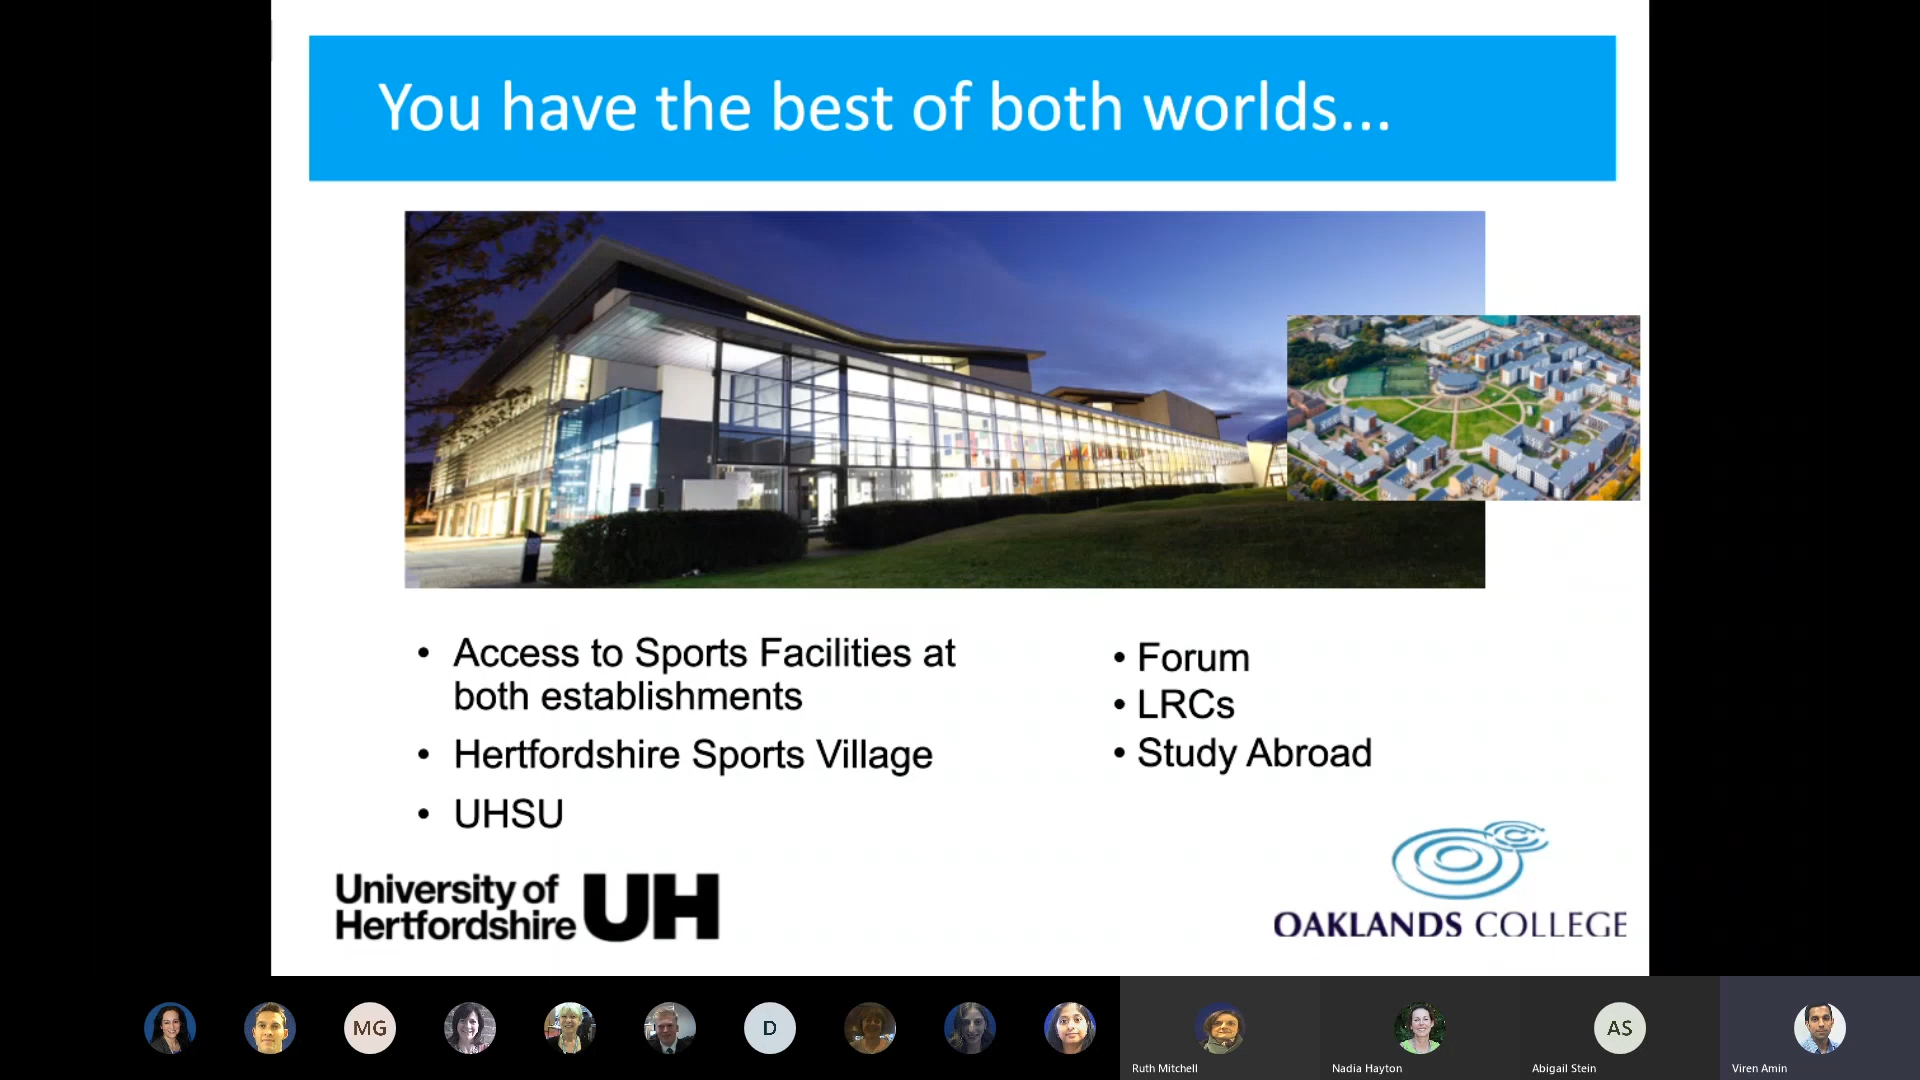 You have the best of both worlds...
• Access to Sports Facilities at
both establishments
• Hertfordshire Sports Village
• UHSU
• Forum
• LRCs
• Study Abroad
University of
Hertfordshire UH
OAKLANDS COLLEGE
MG
D
AS
Ruth Mitchell
Nadia Hayton
Abigail Stein
Viren Amin